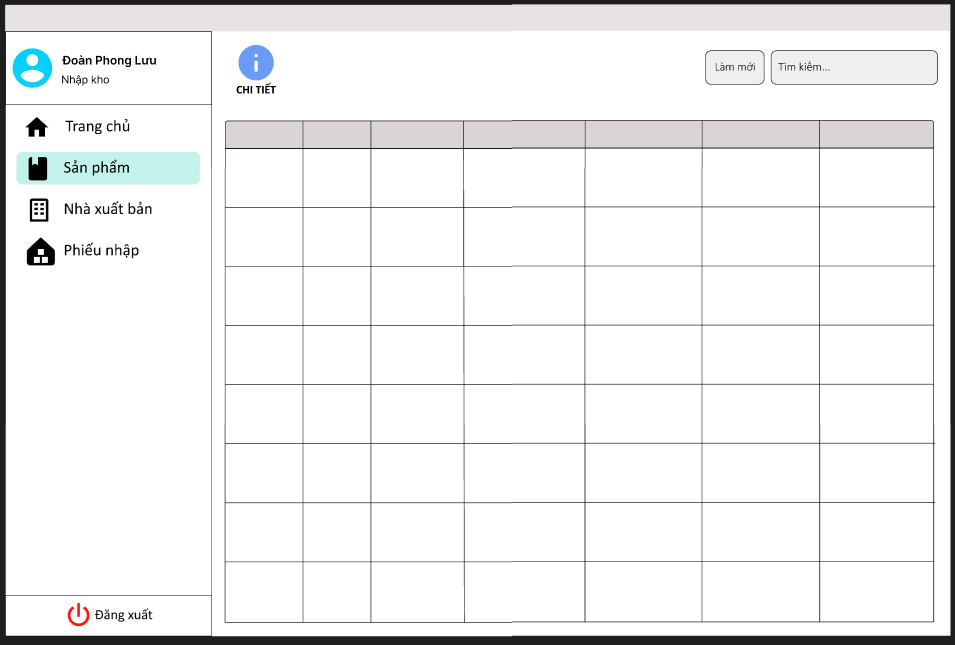 Đoàn Phong Lưu
Nhập kho
Trang chủ
Sản phẩm
Nhà xuất bản
Phiếu nhập
Đăng xuất
CHI TIẾT
Làm mới
Tìm kiếm...